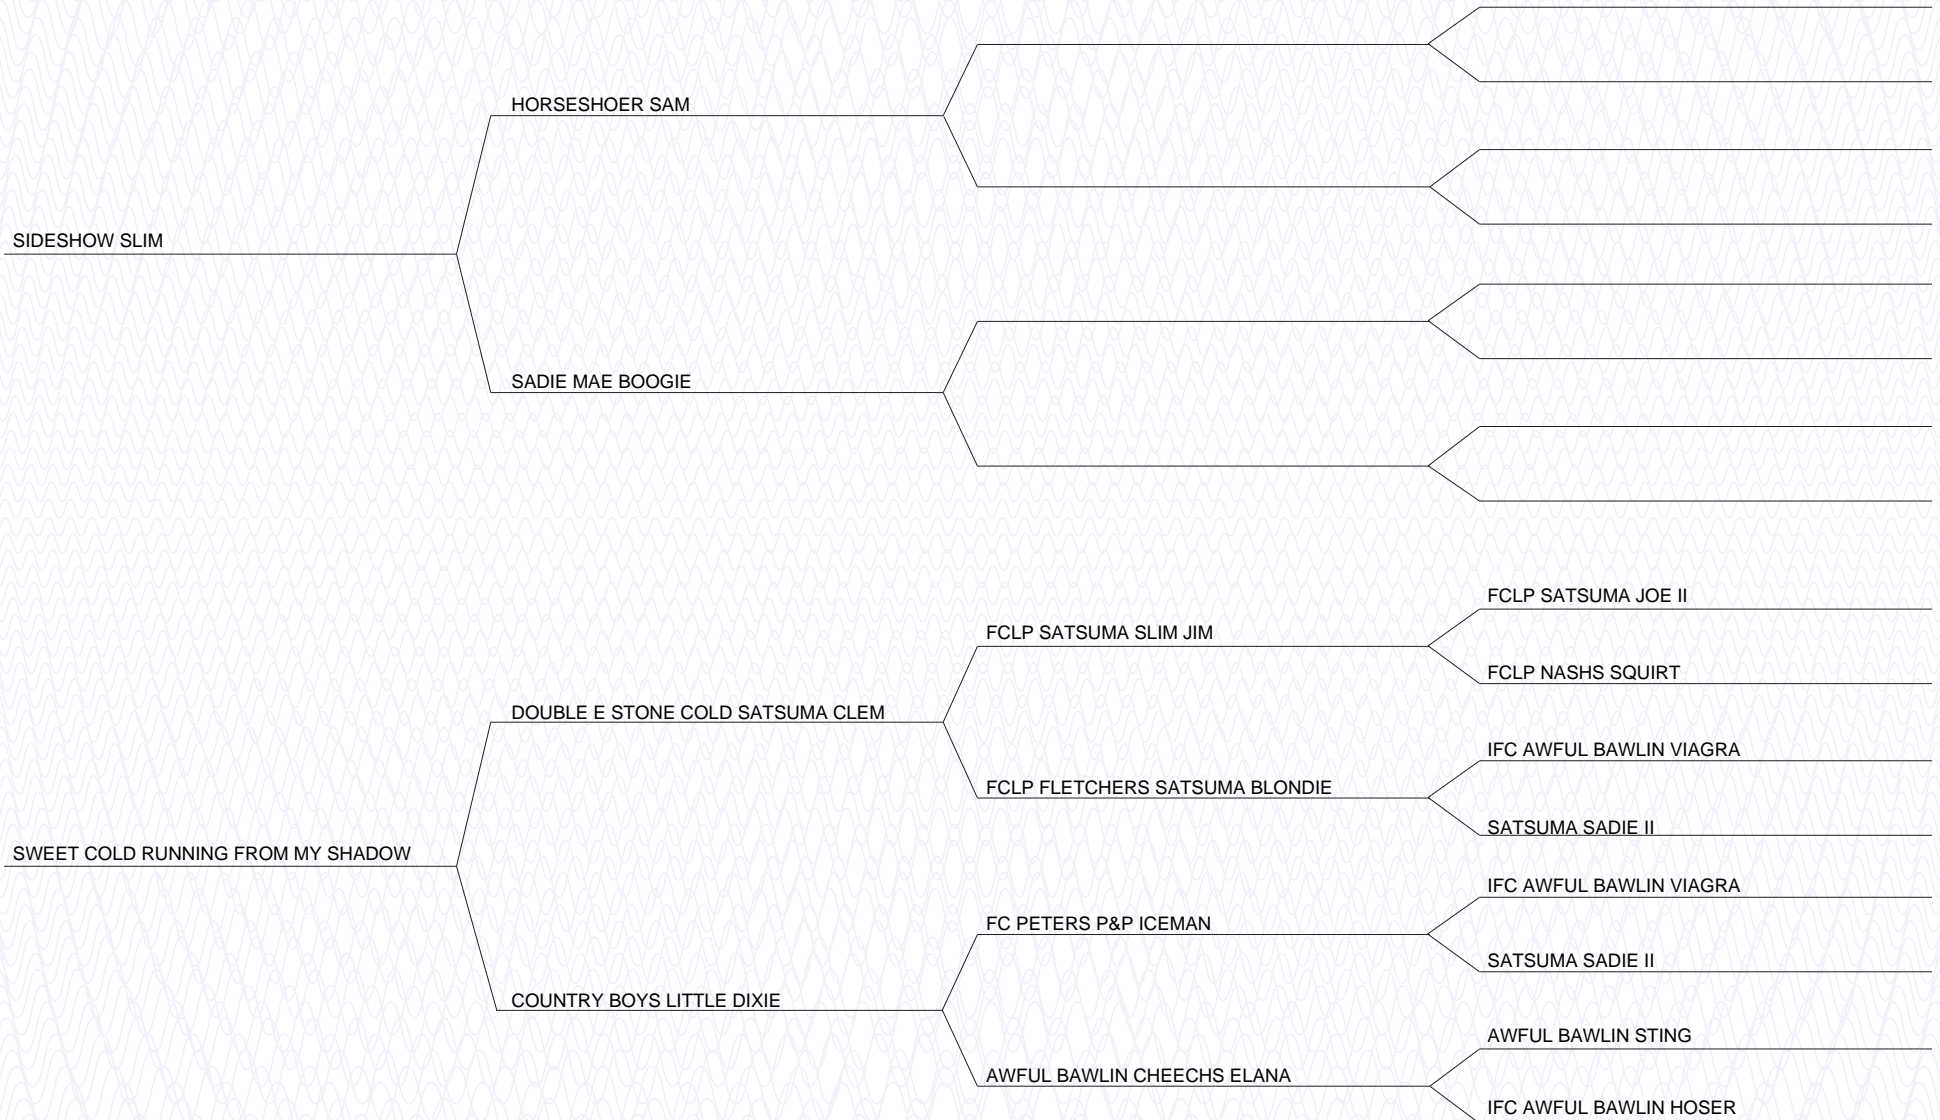 HORSESHOER SAM
SIDESHOW SLIM
SADIE MAE BOOGIE
FCLP SATSUMA JOE II
FCLP SATSUMA SLIM JIM
FCLP NASHS SQUIRT
DOUBLE E STONE COLD SATSUMA CLEM
IFC AWFUL BAWLIN VIAGRA
FCLP FLETCHERS SATSUMA BLONDIE
SATSUMA SADIE II
SWEET COLD RUNNING FROM MY SHADOW
IFC AWFUL BAWLIN VIAGRA
FC PETERS P&P ICEMAN
SATSUMA SADIE II
COUNTRY BOYS LITTLE DIXIE
AWFUL BAWLIN STING
AWFUL BAWLIN CHEECHS ELANA
IFC AWFUL BAWLIN HOSER